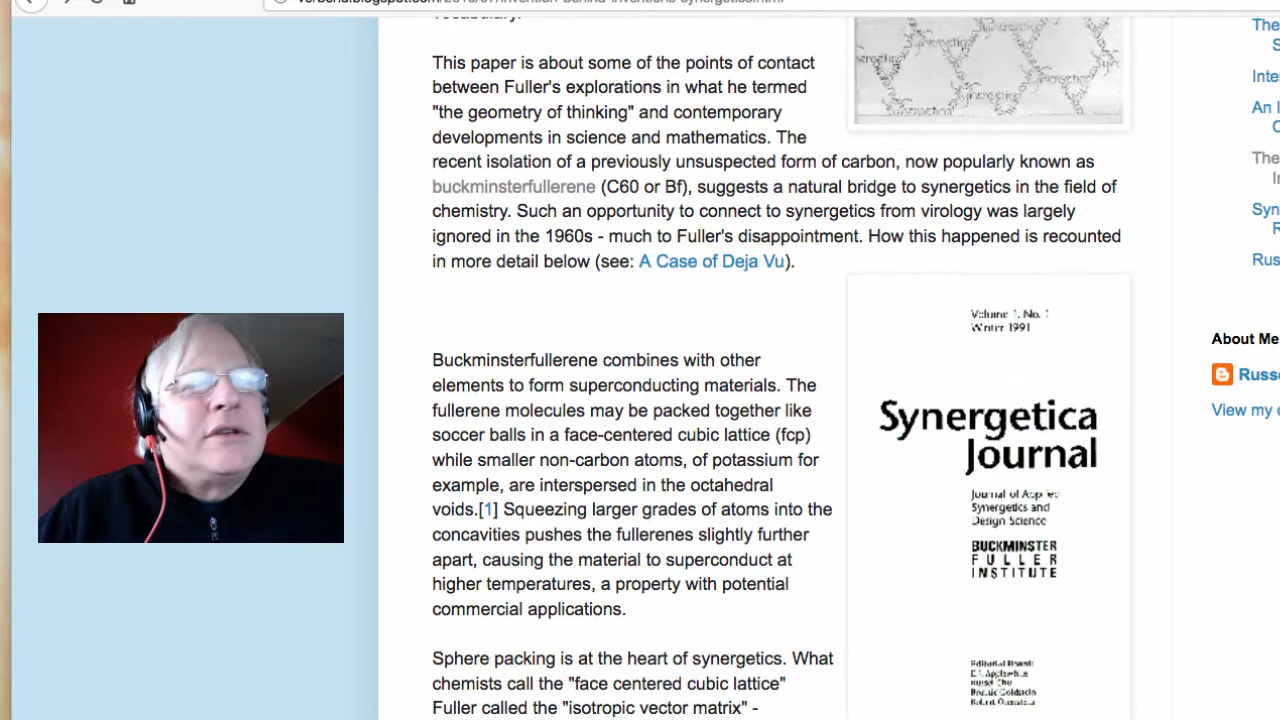 vocabulary.
This paper is about some of the points of contact
between Fuller's explorations in what he termed
"the geometry of thinking" and contemporary
developments in science and mathematics. The
recent isolation of a previously unsuspected form of carbon, now popularly known as
buckminsterfullerene (C60 or Bf), suggests a natural bridge to synergetics in the field of
chemistry. Such an opportunity to connect to synergetics from virology was largely
ignored in the 1960s - much to Fuller's disappointment. How this happened is recounted
in more detail below (see: A Case of Deja Vu).
Buckminsterfullerene combines with other
elements to form superconducting materials. The
fullerene molecules may be packed together like
soccer balls in a face-centered cubic lattice (fcp)
while smaller non-carbon atoms, of potassium for
example, are interspersed in the octahedral
voids.[1] Squeezing larger grades of atoms into the
concavities pushes the fullerenes slightly further
apart, causing the material to superconduct at
higher temperatures, a property with potential
commercial applications.
Sphere packing is at the heart of synergetics. What
chemists call the "face centered cubic lattice"
Fuller called the "isotropic vector matrix" -
Volume 1, No. 1
Winter 1991
Synergetica
Journal
Journal of Applied
Synergetics and
Design Science
BUCKMINSTER
FULLER
INSTITUTE
Editorial Board:
E.J. Applewhite
Russell Chu
Bonnie Goldstein
The
S
Inte
An I
C
The
In
Syn
R
Rus
About Me
Russe
View my c